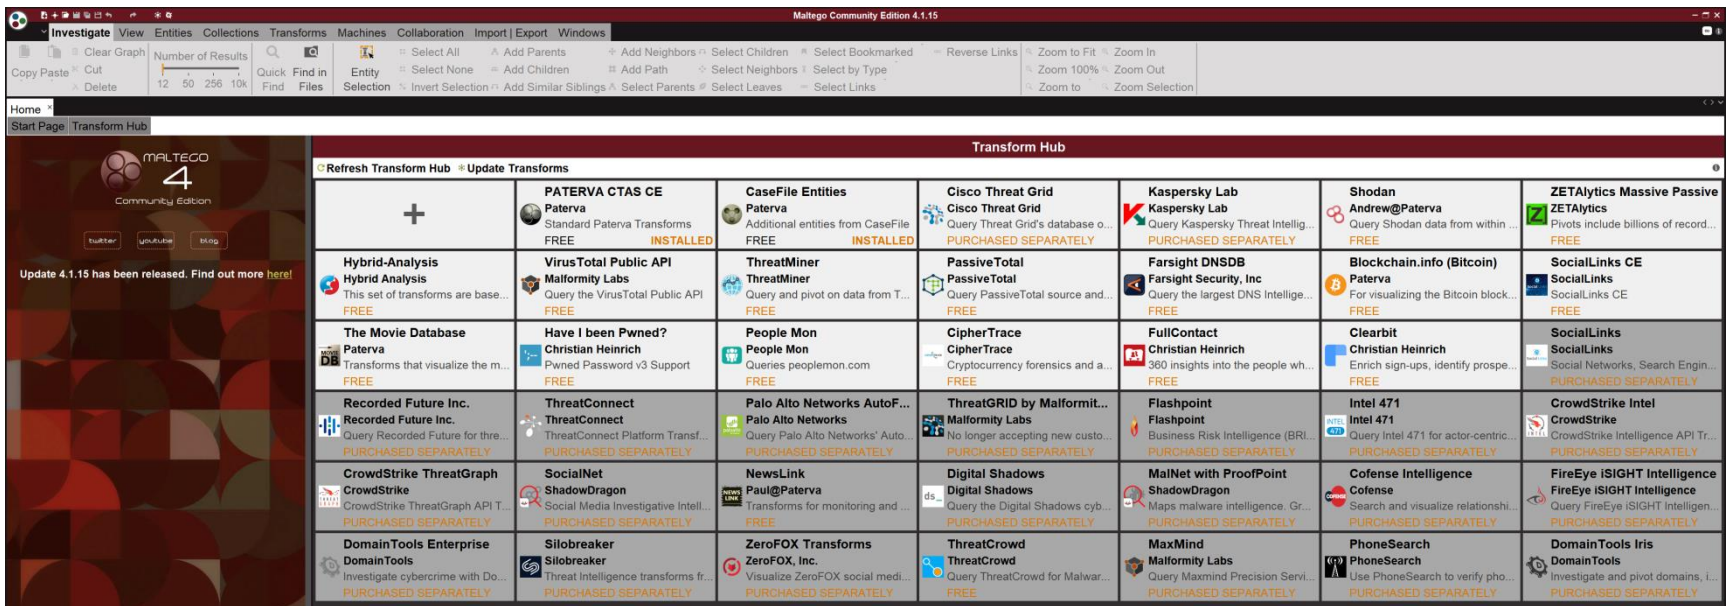 Maltego Community Edition 4.1.15
Investigate View Entities Collections Transforms Machines Collaboration Import | Export Windows
Copy Paste Clear Graph Cut Delete
Number of Results
12 50 256 10k
Quick Find
Find in Files
Entity Selection
Select All Add Parents Add Neighbors Select Children Select Bookmarked Reverse Links Zoom to Fit Zoom In
Select None Add Children Add Path Select Neighbors Select by Type Zoom 100% Zoom Out
Invert Selection Add Similar Siblings Select Parents Select Leaves Select Links Zoom to Zoom Selection
Home
Start Page Transform Hub
MALTEGO
4
Community Edition
twitter youtube blog
Update 4.1.15 has been released. Find out more here!
Transform Hub
Refresh Transform Hub Update Transforms
PATERVA CTAS CE
Paterva
Standard Paterva Transforms
FREE INSTALLED
CaseFile Entities
Paterva
Additional entities from CaseFile
FREE INSTALLED
Cisco Threat Grid
Cisco Threat Grid
Query Threat Grid's database o...
PURCHASED SEPARATELY
Kaspersky Lab
Kaspersky Lab
Query Kaspersky Threat Intellig...
PURCHASED SEPARATELY
Shodan
Andrew@Paterva
Query Shodan data from within ...
FREE
ZETAlytics Massive Passive
ZETAlytics
Pivots include billions of record...
FREE
Hybrid-Analysis
Hybrid Analysis
This set of transforms are base...
FREE
VirusTotal Public API
Malformity Labs
Query the VirusTotal Public API
FREE
ThreatMiner
ThreatMiner
Query and pivot on data from T...
FREE
PassiveTotal
PassiveTotal
Query PassiveTotal source and...
FREE
Farsight DNSDB
Farsight Security, Inc
Query the largest DNS Intellige...
FREE
Blockchain.info (Bitcoin)
Paterva
For visualizing the Bitcoin block...
FREE
SocialLinks CE
SocialLinks
SocialLinks CE
FREE
The Movie Database
Paterva
Transforms that visualize the m...
FREE
Have I been Pwned?
Christian Heinrich
Pwned Password v3 Support
FREE
People Mon
People Mon
Queries peoplemon.com
FREE
CipherTrace
CipherTrace
Cryptocurrency forensics and a...
FREE
FullContact
Christian Heinrich
360 insights into the people wh...
FREE
Clearbit
Christian Heinrich
Enrich sign-ups, identify prospe...
FREE
SocialLinks
SocialLinks
Social Networks, Search Engin...
PURCHASED SEPARATELY
Recorded Future Inc.
Recorded Future Inc.
Query Recorded Future for thre...
PURCHASED SEPARATELY
ThreatConnect
ThreatConnect
ThreatConnect Platform Transf...
PURCHASED SEPARATELY
Palo Alto Networks AutoF...
Palo Alto Networks
Query Palo Alto Networks' Auto...
PURCHASED SEPARATELY
ThreatGRID by Malformit...
Malformity Labs
No longer accepting new custo...
PURCHASED SEPARATELY
Flashpoint
Flashpoint
Business Risk Intelligence (BRI...
PURCHASED SEPARATELY
Intel 471
Intel 471
Query Intel 471 for actor-centric...
PURCHASED SEPARATELY
CrowdStrike Intel
CrowdStrike
CrowdStrike Intelligence API Tr...
PURCHASED SEPARATELY
CrowdStrike ThreatGraph
CrowdStrike
CrowdStrike ThreatGraph API T...
PURCHASED SEPARATELY
SocialNet
ShadowDragon
Social Media Investigative Intell...
PURCHASED SEPARATELY
NewsLink
Paul@Paterva
Transforms for monitoring and ...
FREE
Digital Shadows
Digital Shadows
Query the Digital Shadows cyb...
PURCHASED SEPARATELY
MalNet with ProofPoint
ShadowDragon
Maps malware intelligence. Gr...
PURCHASED SEPARATELY
Cofense Intelligence
Cofense
Search and visualize relationshi...
PURCHASED SEPARATELY
FireEye iSIGHT Intelligence
FireEye iSIGHT Intelligence
Query FireEye iSIGHT Intelligen...
PURCHASED SEPARATELY
DomainTools Enterprise
DomainTools
Investigate cybercrime with Do...
PURCHASED SEPARATELY
Silobreaker
Silobreaker
Threat Intelligence transforms fr...
PURCHASED SEPARATELY
ZeroFOX Transforms
ZeroFOX, Inc.
Visualize ZeroFOX social medi...
PURCHASED SEPARATELY
ThreatCrowd
ThreatCrowd
Query ThreatCrowd for Malwar...
FREE
MaxMind
Malformity Labs
Query Maxmind Precision Servi...
PURCHASED SEPARATELY
PhoneSearch
PhoneSearch
Use PhoneSearch to verify pho...
PURCHASED SEPARATELY
DomainTools Iris
DomainTools
Investigate and pivot domains, i...
PURCHASED SEPARATELY